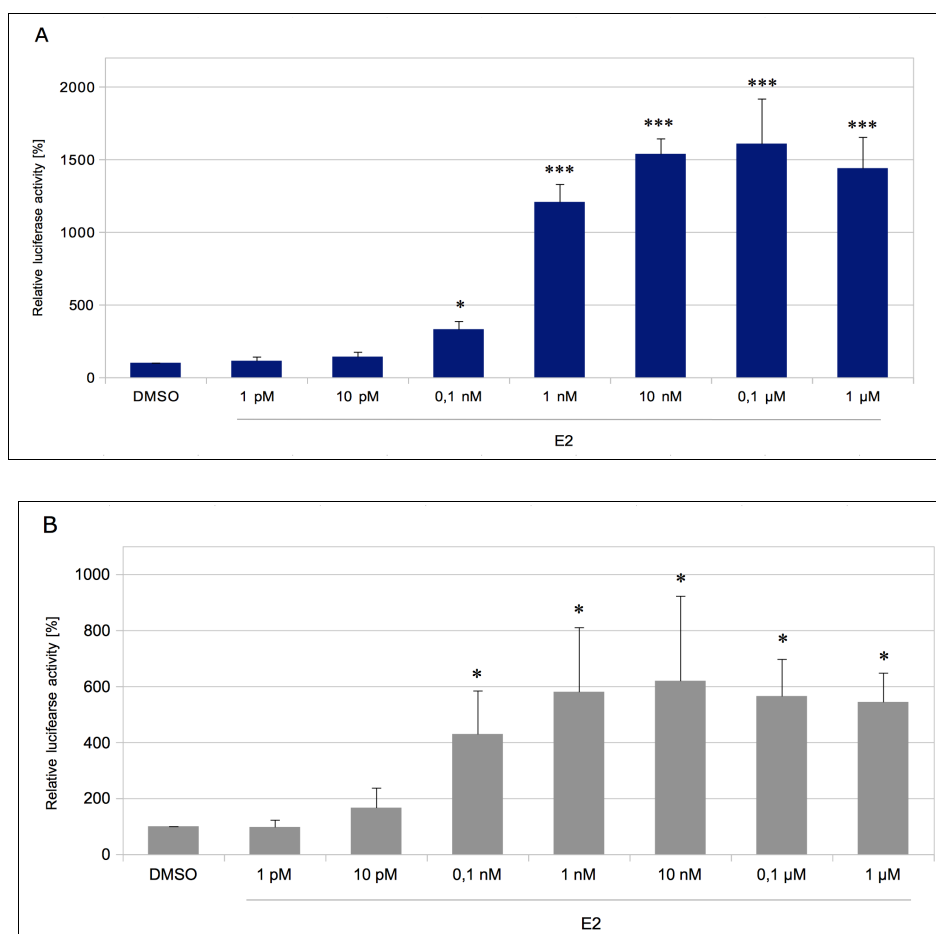 A
Relative luciferase activity [%]
2000
1500
1000
500
0
*
***
***
***
***
DMSO 1 pM 10 pM 0,1 nM 1 nM 10 nM 0,1 µM 1 µM
E2
B
Relative lucifearse activity [%]
1000
800
600
400
200
0
*
*
*
*
*
DMSO 1 pM 10 pM 0,1 nM 1 nM 10 nM 0,1 µM 1 µM
E2